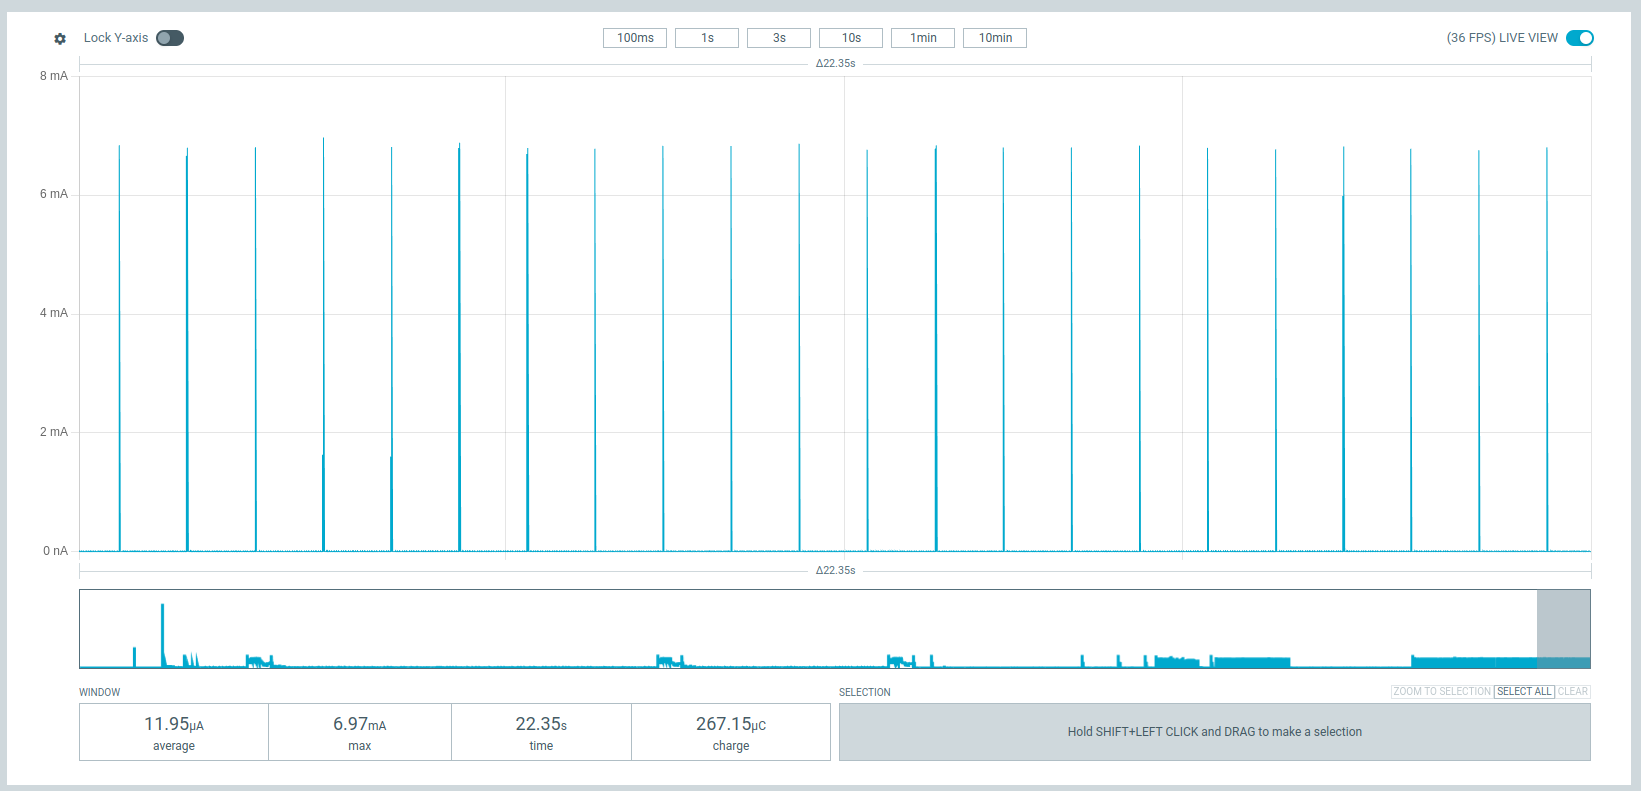 Lock Y-axis
100ms 1s 3s 10s 1min 10min
(36 FPS) LIVE VIEW
Δ22.35s
8 mA
6 mA
4 mA
2 mA
0 nA
Δ22.35s
WINDOW
11.95μA
average
6.97mA
max
22.35s
time
267.15μC
charge
SELECTION
ZOOM TO SELECTION SELECT ALL CLEAR
Hold SHIFT+LEFT CLICK and DRAG to make a selection